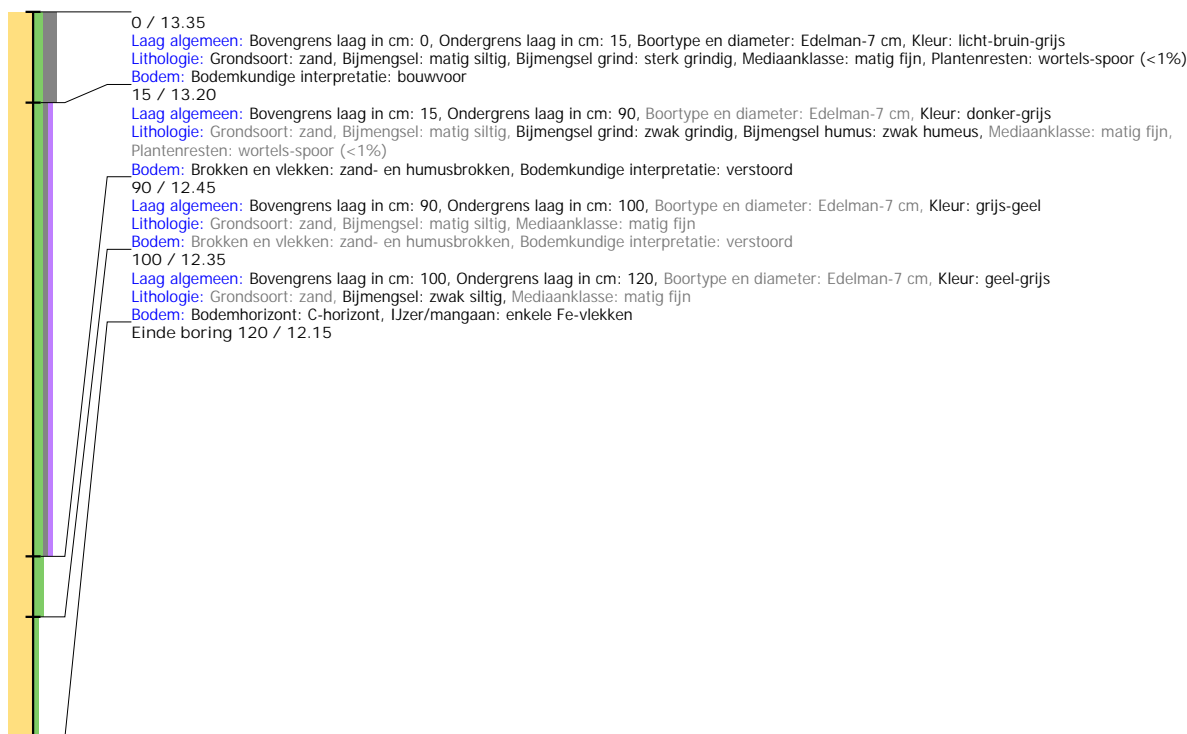 0 / 13.35
Laag algemeen: Bovengrens laag in cm: 0, Ondergrens laag in cm: 15, Boortype en diameter: Edelman-7 cm, Kleur: licht-bruin-grijs
Lithologie: Grondsoort: zand, Bijmengsel: matig siltig, Bijmengsel grind: sterk grindig, Mediaanklasse: matig fijn, Plantenresten: wortels-spoor (<1%)
Bodem: Bodemkundige interpretatie: bouwvoor
15 / 13.20
Laag algemeen: Bovengrens laag in cm: 15, Ondergrens laag in cm: 90, Boortype en diameter: Edelman-7 cm, Kleur: donker-grijs
Lithologie: Grondsoort: zand, Bijmengsel: matig siltig, Bijmengsel grind: zwak grindig, Bijmengsel humus: zwak humeus, Mediaanklasse: matig fijn,
Plantenresten: wortels-spoor (<1%)
Bodem: Brokken en vlekken: zand- en humusbrokken, Bodemkundige interpretatie: verstoord
90 / 12.45
Laag algemeen: Bovengrens laag in cm: 90, Ondergrens laag in cm: 100, Boortype en diameter: Edelman-7 cm, Kleur: grijs-geel
Lithologie: Grondsoort: zand, Bijmengsel: matig siltig, Mediaanklasse: matig fijn
Bodem: Brokken en vlekken: zand- en humusbrokken, Bodemkundige interpretatie: verstoord
100 / 12.35
Laag algemeen: Bovengrens laag in cm: 100, Ondergrens laag in cm: 120, Boortype en diameter: Edelman-7 cm, Kleur: geel-grijs
Lithologie: Grondsoort: zand, Bijmengsel: zwak siltig, Mediaanklasse: matig fijn
Bodem: Bodemhorizont: C-horizont, IJzer/mangaan: enkele Fe-vlekken
Einde boring 120 / 12.15